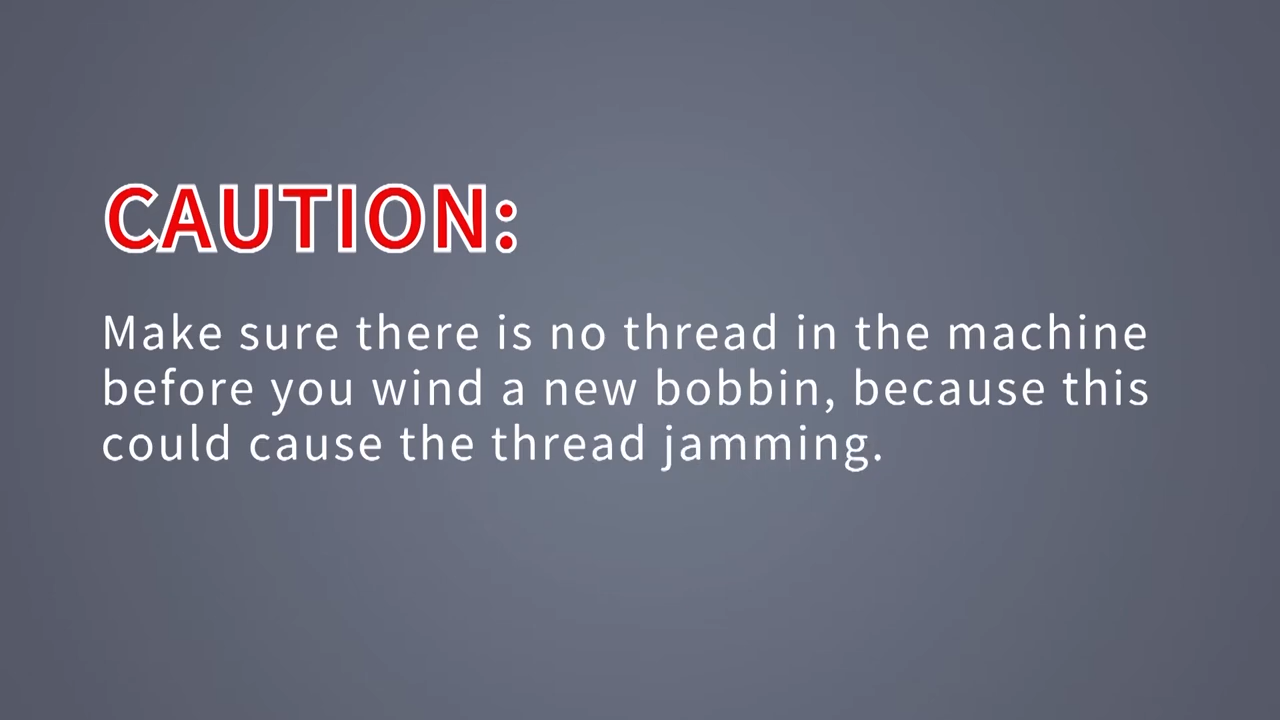 CAUTION:
Make sure there is no thread in the machine
before you wind a new bobbin, because this
could cause the thread jamming.